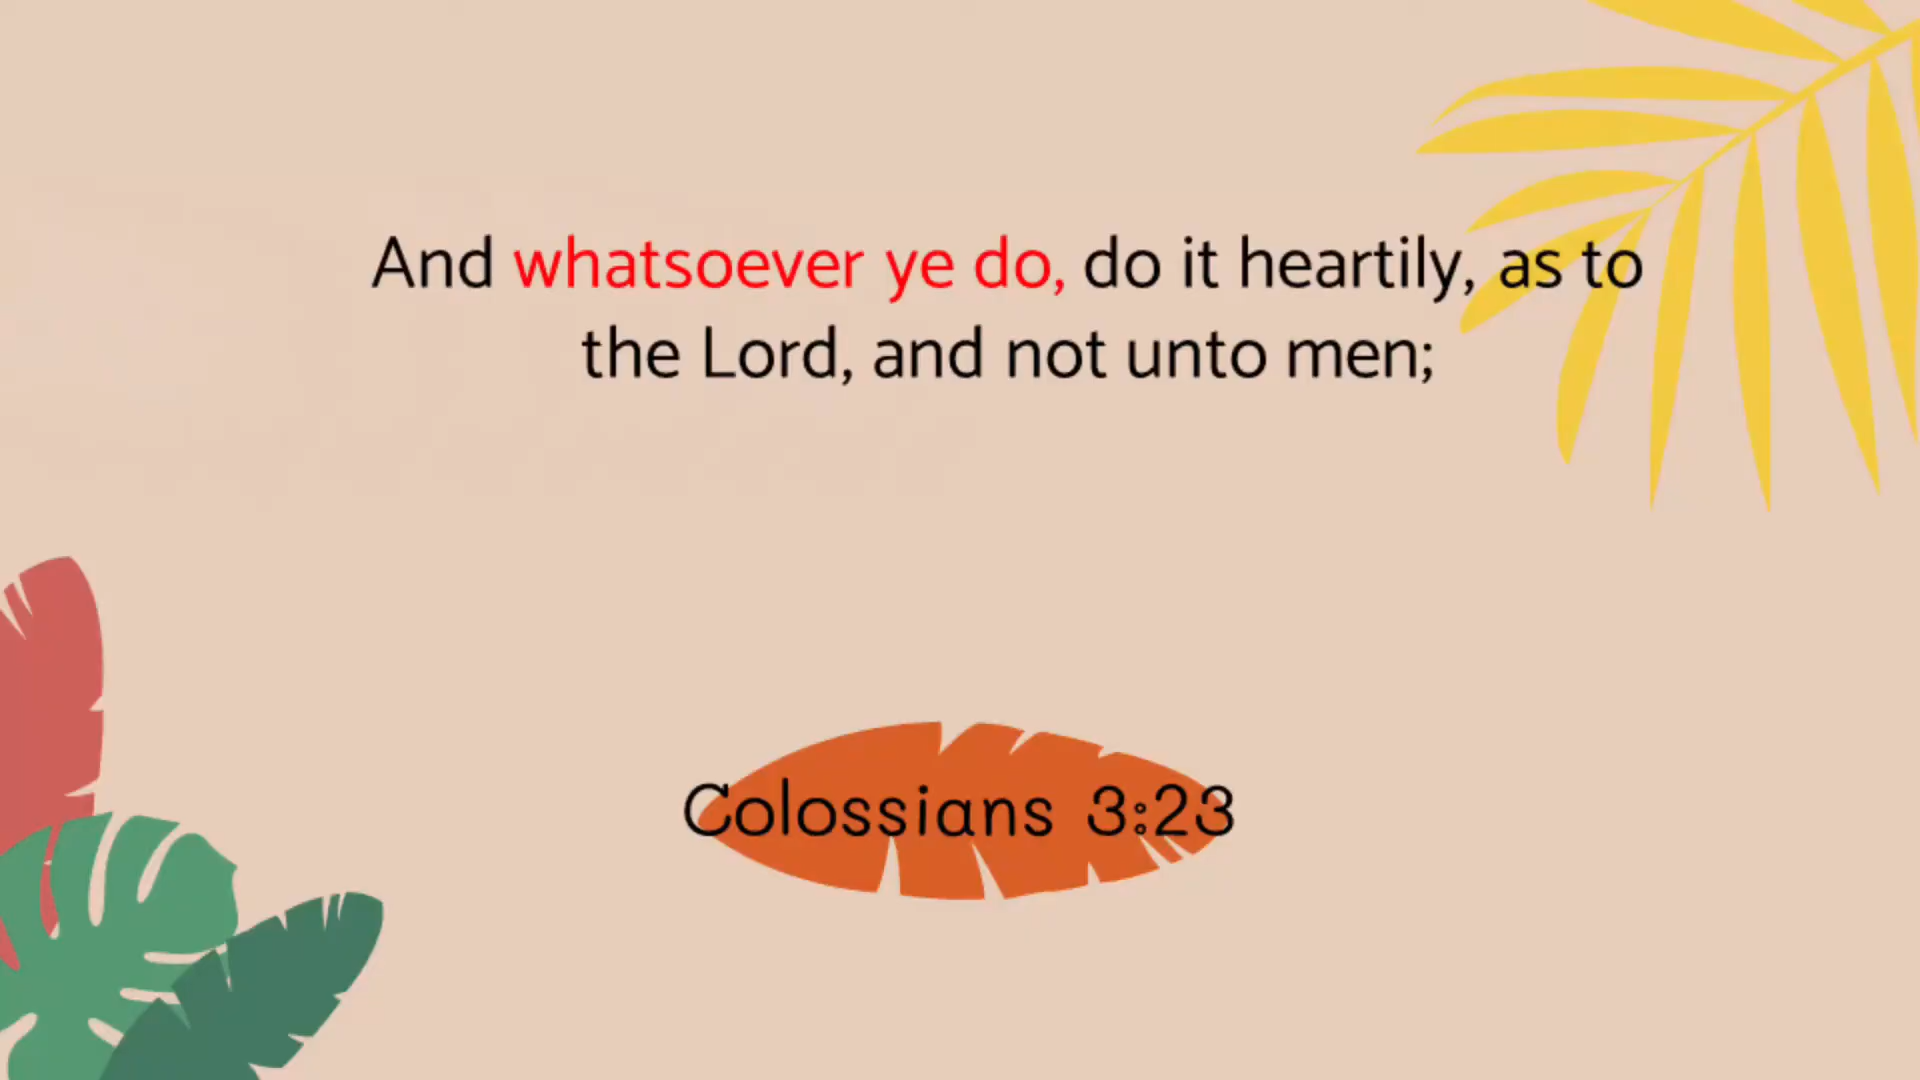 And whatsoever ye do, do it heartily, as to
the Lord, and not unto men;
Colossians 3:23